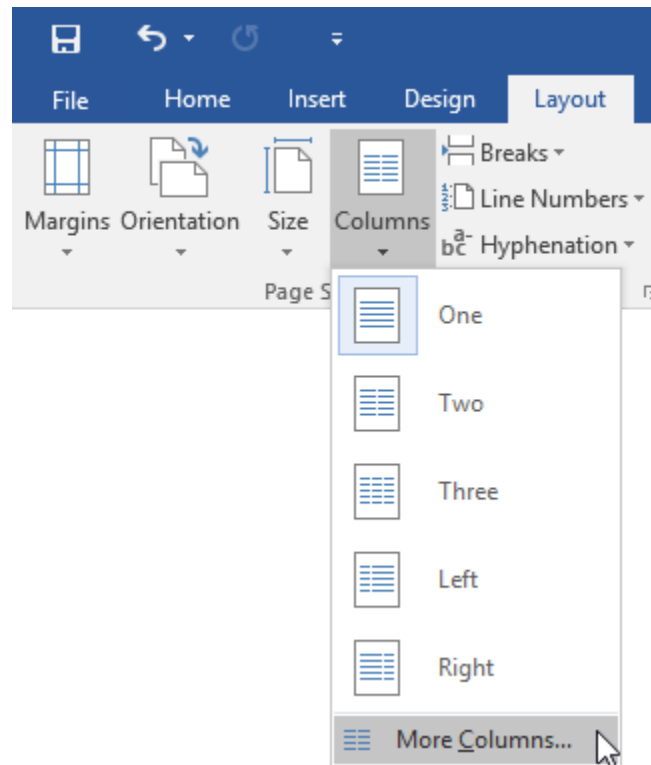 File Home Insert Design Layout
Margins Orientation Size Columns
Breaks
Line Numbers
Hyphenation
Page S
One
Two
Three
Left
Right
More Columns...